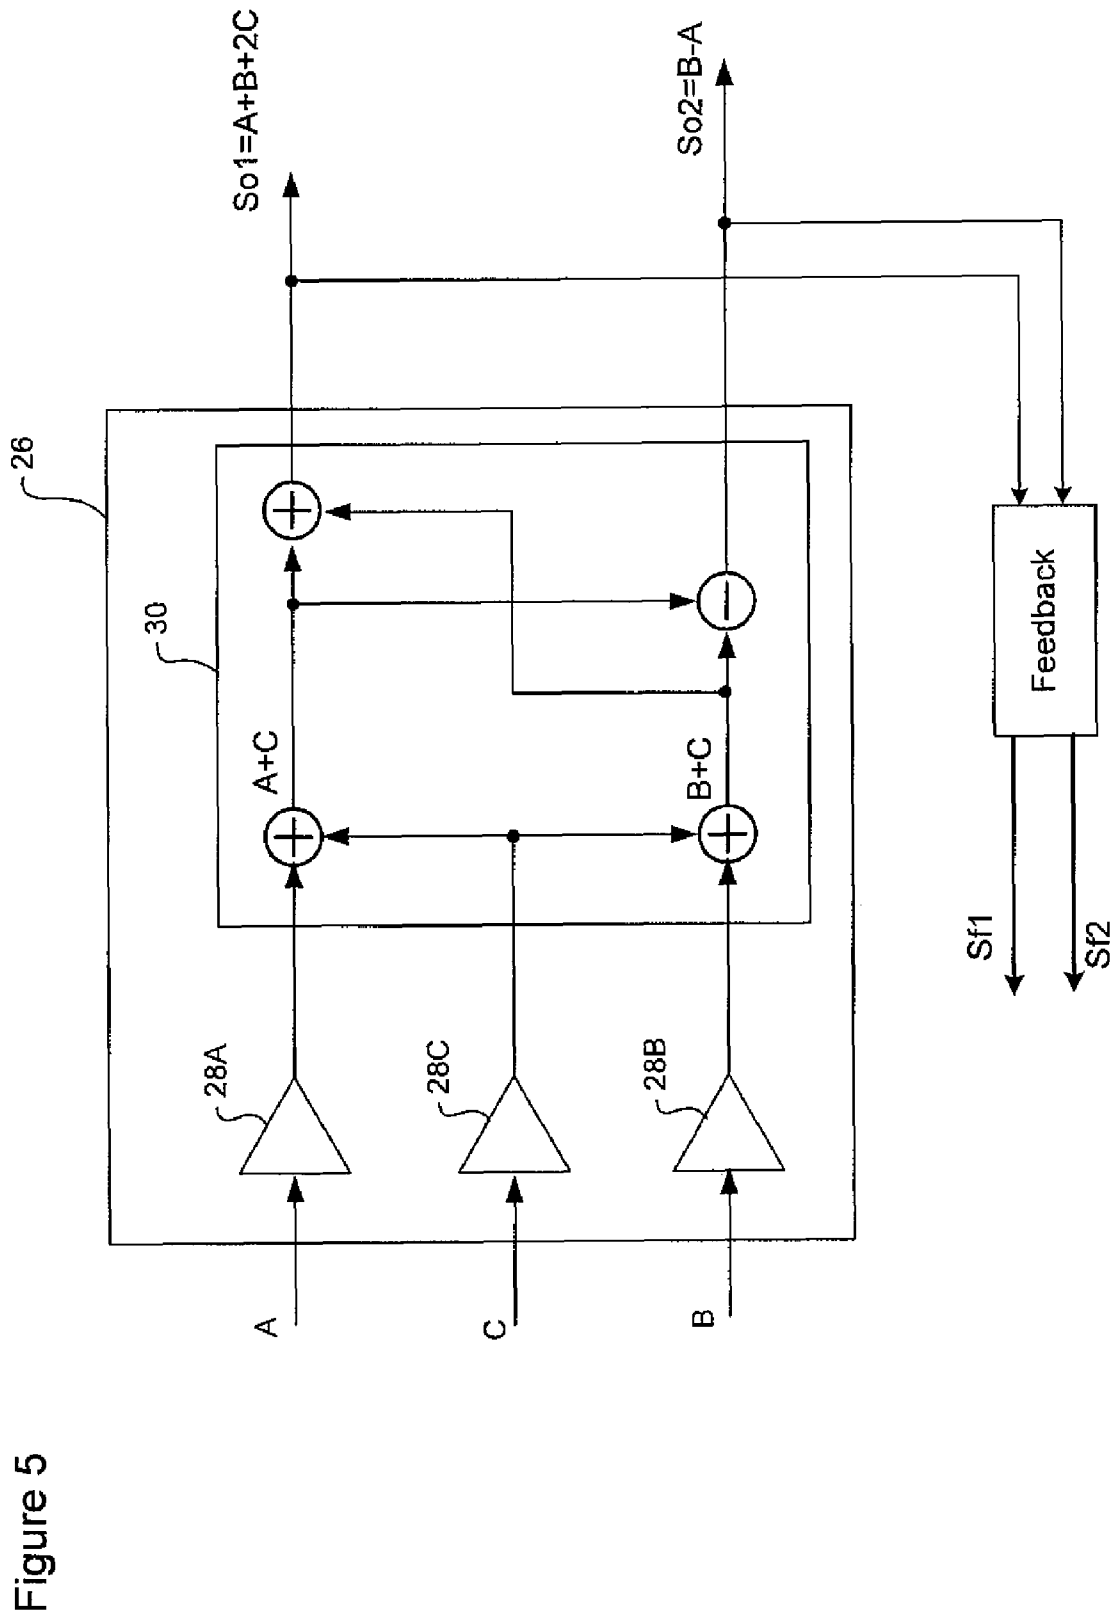 Figure 5
26
30
So1=A+B+2C
So2=B-A
A+C
B+C
28A
28C
28B
A
C
B
Feedback
Sf1
Sf2